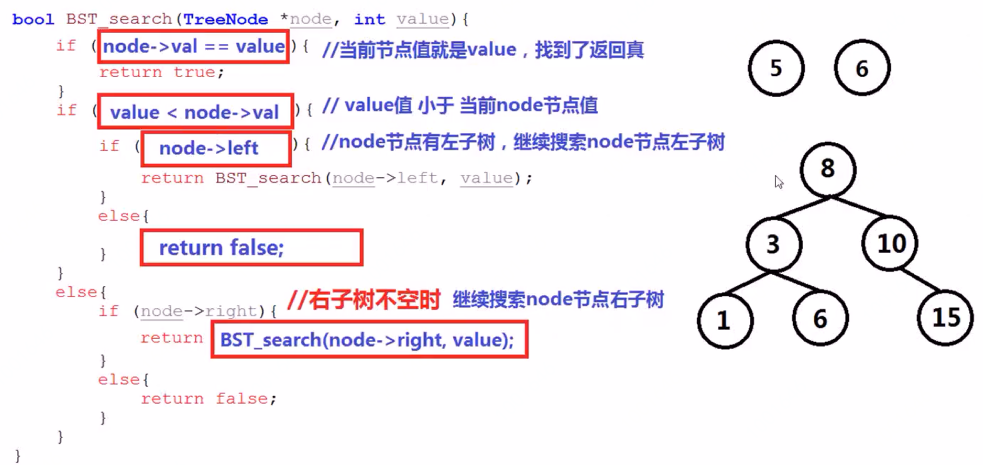 bool BST_search(TreeNode *node, int value){
if (node->val == value){ //当前节点值就是value，找到了返回真
return true;
}
if (value < node->val){ // value值 小于 当前node节点值
if (node->left){ //node节点有左子树，继续搜索node节点左子树
return BST_search(node->left, value);
}
else{
return false;
}
}
else{
if (node->right){ //右子树不空时 继续搜索node节点右子树
return BST_search(node->right, value);
}
else{
return false;
}
}
}
5 6
8
3 10
1 6 15